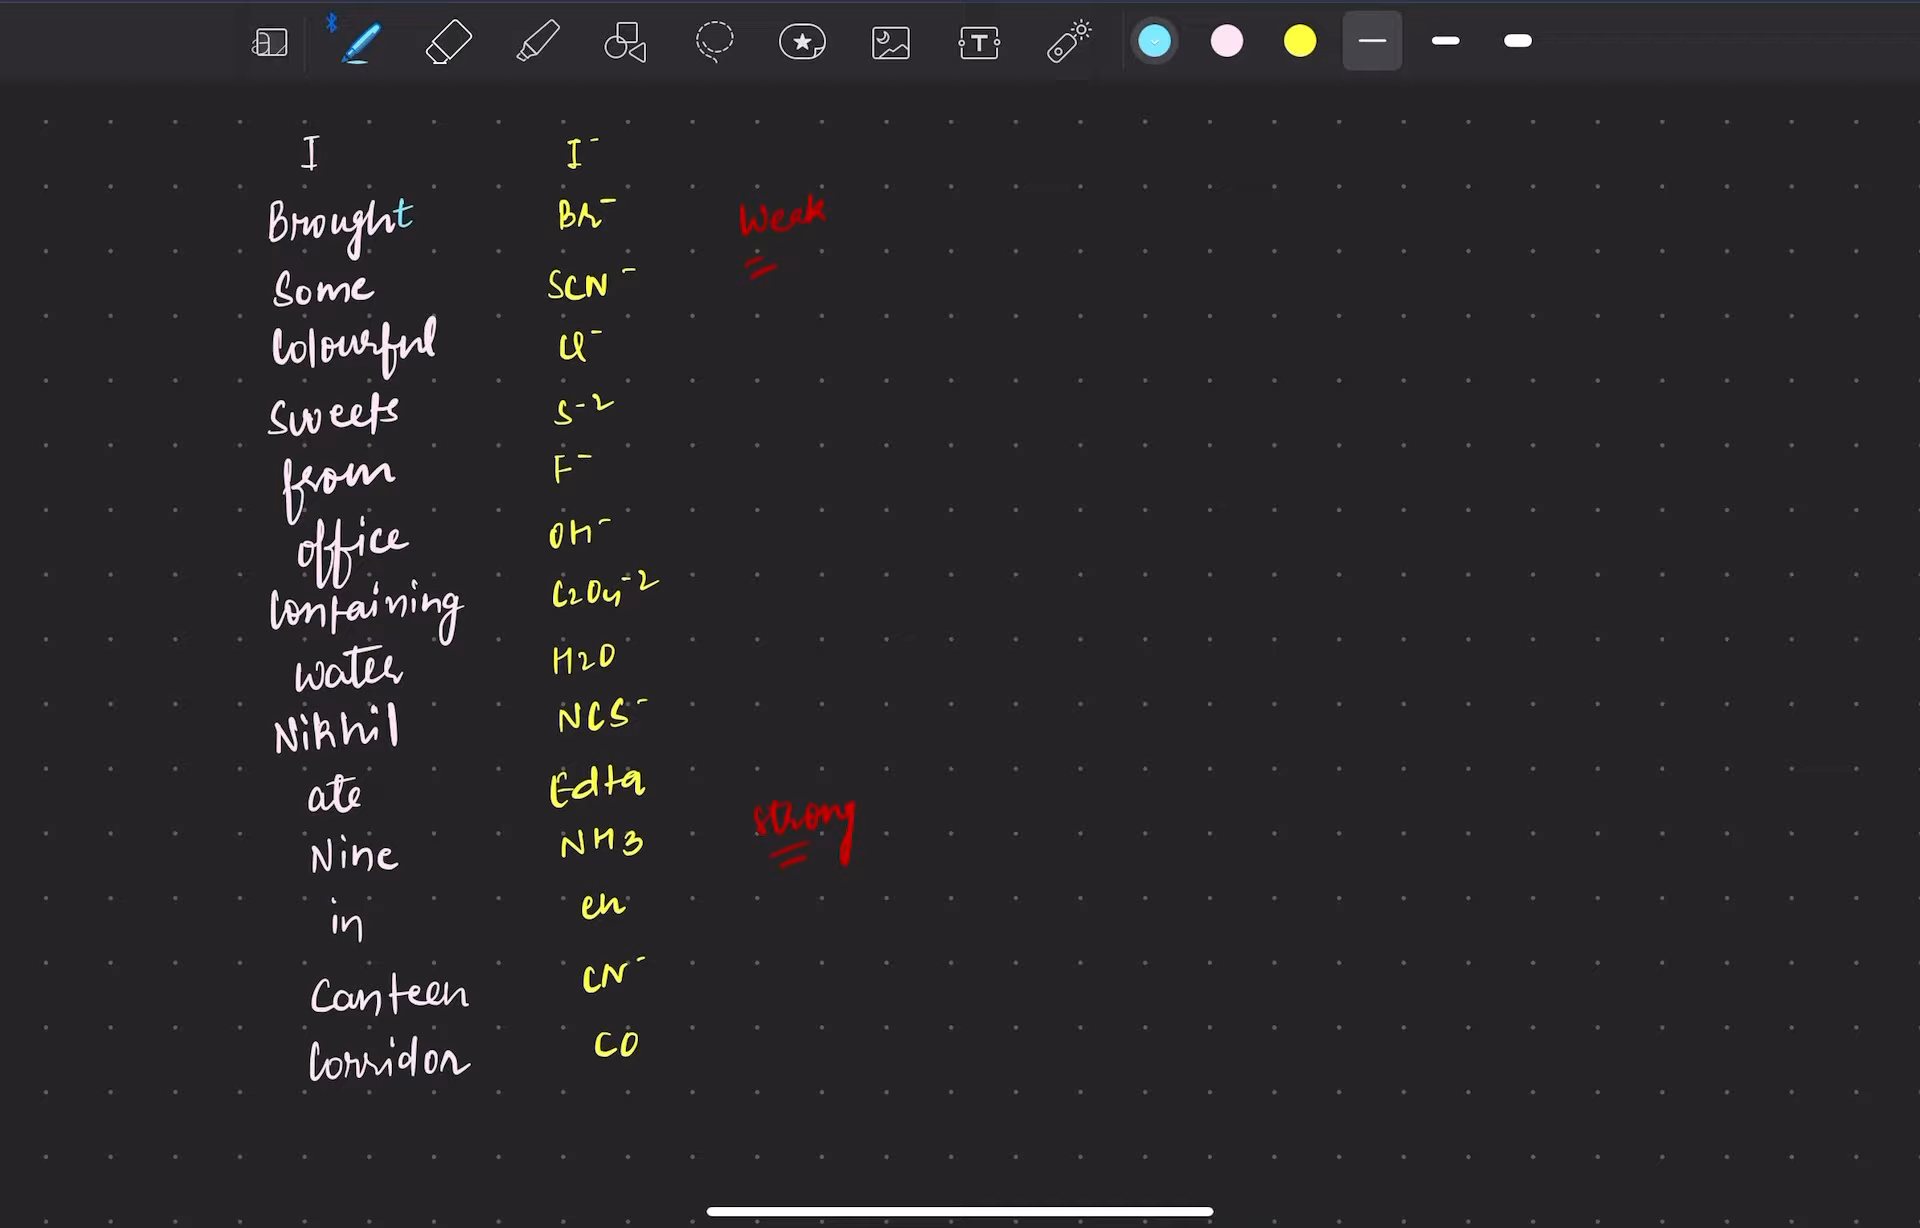 I I⁻
Brought Br⁻ Weak
Some SCN⁻
Colourful Cl⁻
Sweets S⁻²
from F⁻
office OH⁻
Containing C₂O₄⁻²
water H₂O
Nikhil NCS⁻
ate Edta
Strong
Nine NH3
in en
Canteen CN⁻
Corridor CO